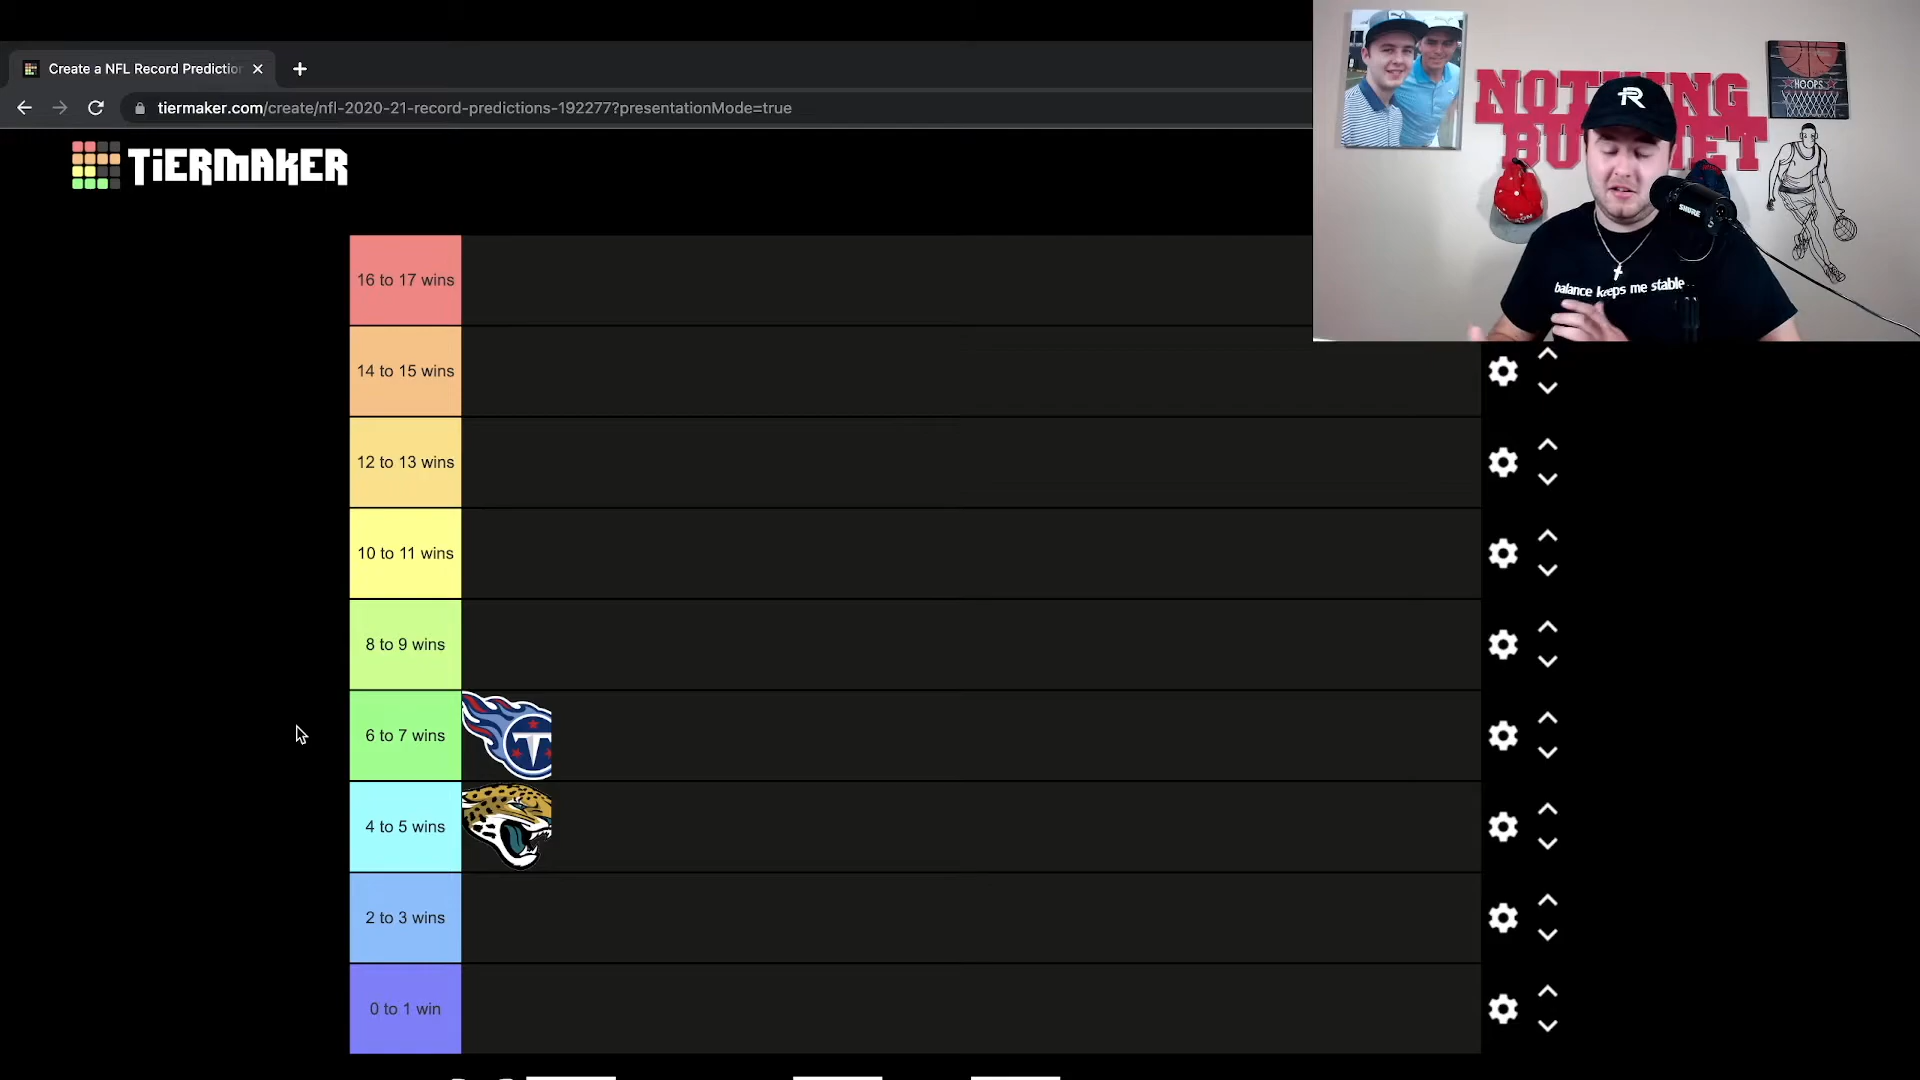 Create a NFL Record Predictio
tiermaker.com/create/nfl-2020-21-record-predictions-192277?presentationMode=true
TiERMAKER
16 to 17 wins
14 to 15 wins
12 to 13 wins
10 to 11 wins
8 to 9 wins
6 to 7 wins
T
4 to 5 wins
2 to 3 wins
0 to 1 win
NOTHING
HOOPS
R
SHURE
balance keeps me stable